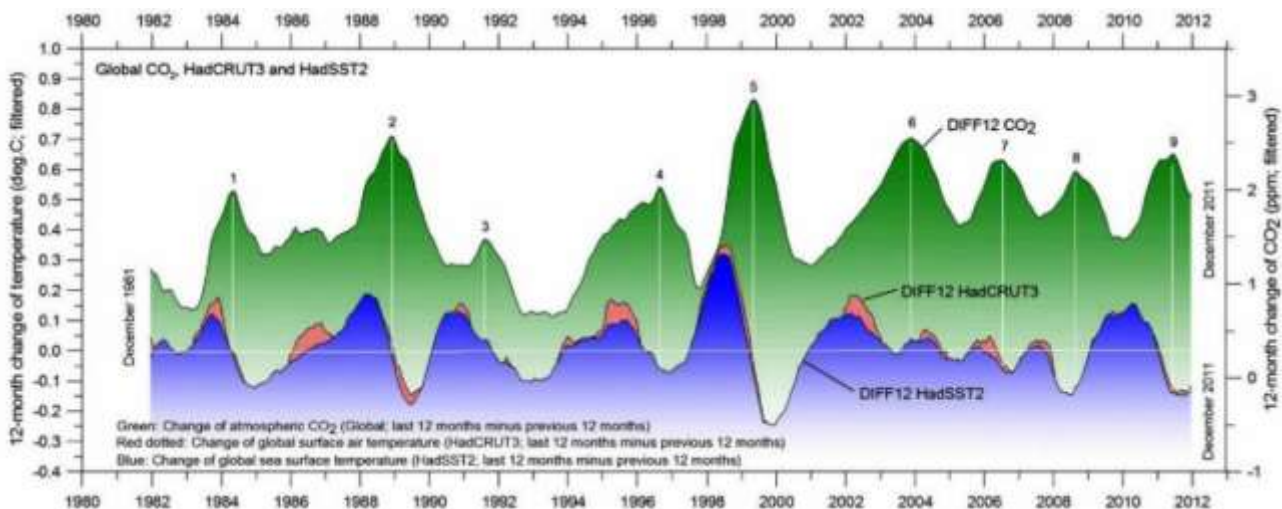 1980 1982 1984 1986 1988 1990 1992 1994 1996 1998 2000 2002 2004 2006 2008 2010 2012
Global CO₂, HadCRUT3 and HadSST2
12-month change of temperature (deg.C; filtered)
1.0
0.9
0.8
0.7
0.6
0.5
0.4
0.3
0.2
0.1
0.0
-0.1
-0.2
-0.3
-0.4
1
2
3
4
5
6
7
8
9
DIFF12 CO₂
DIFF12 HadCRUT3
DIFF12 HadSST2
December 1981
December 2011
December 2011
3
2
1
0
-1
12-month change of CO₂ (ppm; filtered)
Green: Change of atmospheric CO₂ (Global; last 12 months minus previous 12 months)
Red dotted: Change of global surface air temperature (HadCRUT3; last 12 months minus previous 12 months)
Blue: Change of global sea surface temperature (HadSST2; last 12 months minus previous 12 months)
1980 1982 1984 1986 1988 1990 1992 1994 1996 1998 2000 2002 2004 2006 2008 2010 2012